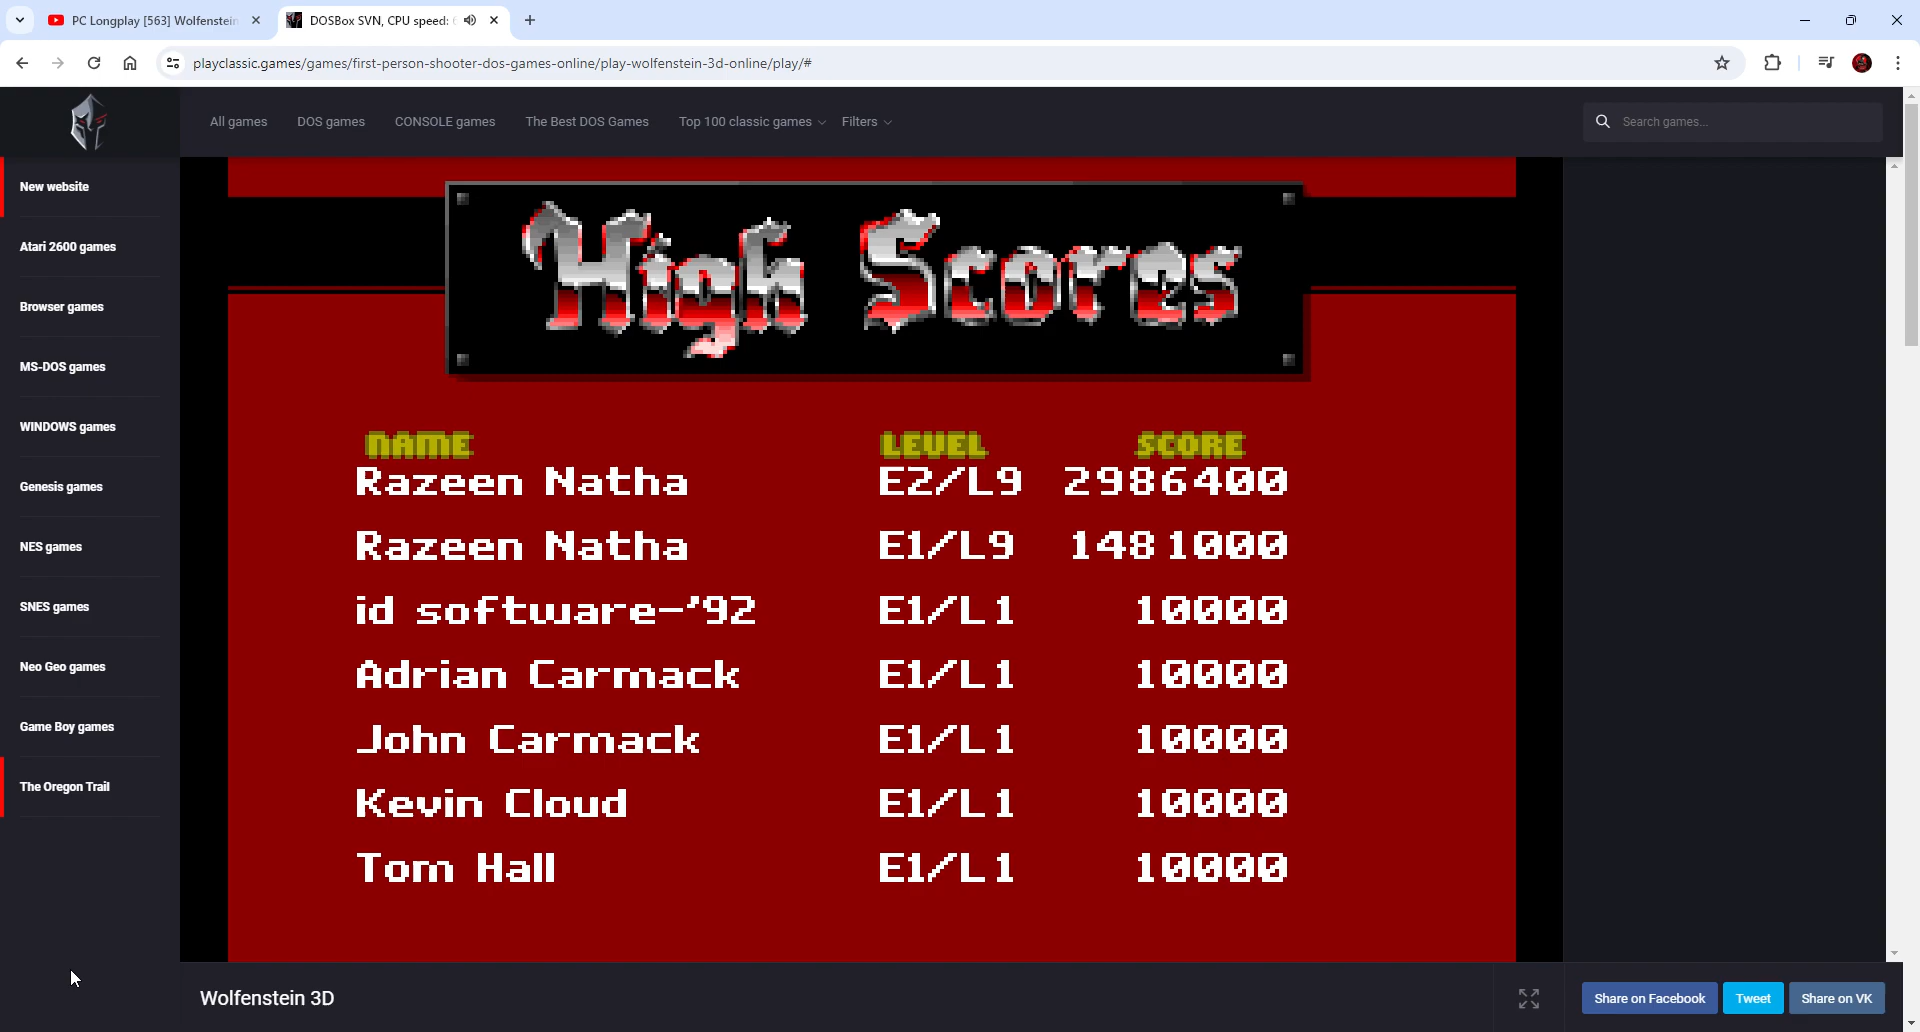 PC Longplay [563] Wolfenstein
DOSBox SVN, CPU speed:
playclassic.games/games/first-person-shooter-dos-games-online/play-wolfenstein-3d-online/play/#
All games DOS games CONSOLE games The Best DOS Games Top 100 classic games Filters Search games...
New website
Atari 2600 games
Browser games
MS-DOS games
WINDOWS games
Genesis games
NES games
SNES games
Neo Geo games
Game Boy games
The Oregon Trail
High Scores
NAME LEVEL SCORE
Razeen Natha E2/L9 2986400
Razeen Natha E1/L9 1481000
id software-'92 E1/L1 10000
Adrian Carmack E1/L1 10000
John Carmack E1/L1 10000
Kevin Cloud E1/L1 10000
Tom Hall E1/L1 10000
Wolfenstein 3D
Share on Facebook Tweet Share on VK